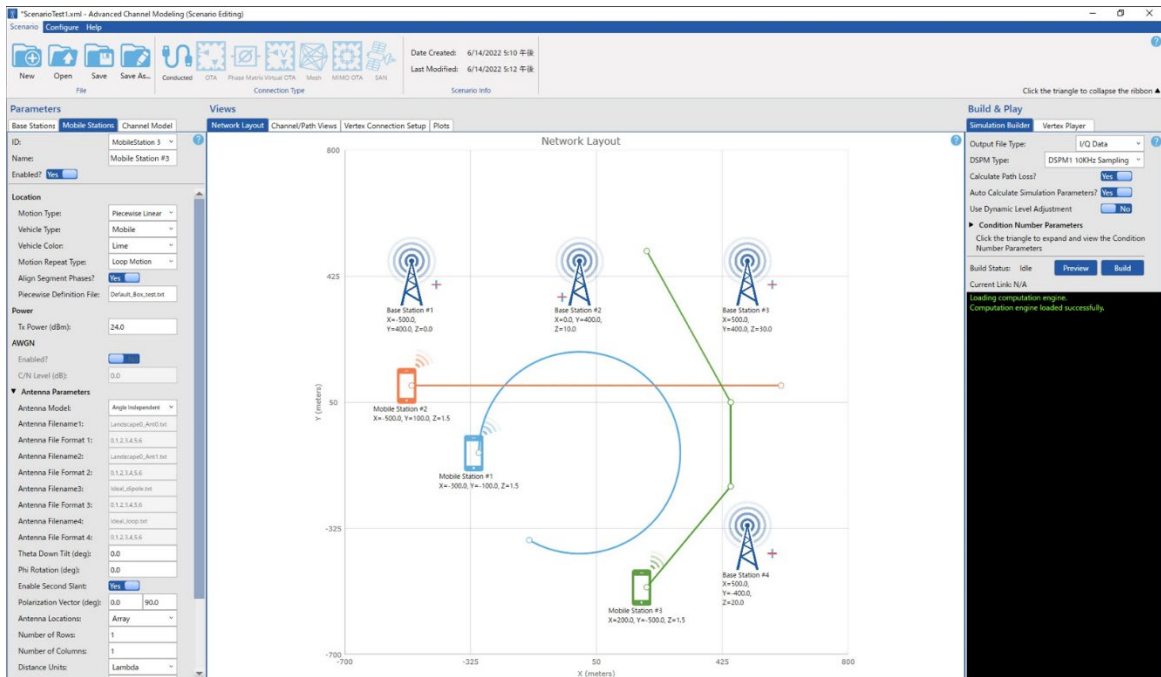 *ScenarioTest1.xml - Advanced Channel Modeling (Scenario Editing)
Scenario Configure Help
New Open Save Save As... Conducted OTA Phase Matrix Virtual OTA Mesh MIMO OTA SAN
File Connection Type Scenario Info
Date Created: 6/14/2022 5:10 午後
Last Modified: 6/14/2022 5:12 午後
Click the triangle to collapse the ribbon
Parameters
Base Stations Mobile Stations Channel Model
ID: MobileStation 3
Name: Mobile Station #3
Enabled? Yes
Location
Motion Type: Piecewise Linear
Vehicle Type: Mobile
Vehicle Color: Lime
Motion Repeat Type: Loop Motion
Align Segment Phases? Yes
Piecewise Definition File: Default_Box_test.txt
Power
Tx Power (dBm): 24.0
AWGN
Enabled?
C/N Level (dB): 0.0
Antenna Parameters
Antenna Model: Angle Independent
Antenna Filename1: Landscape0_Ant0.txt
Antenna File Format 1: 0,1,2,3,4,5,6
Antenna Filename2: Landscape0_Ant1.txt
Antenna File Format 2: 0,1,2,3,4,5,6
Antenna Filename3: Ideal_dipole.txt
Antenna File Format 3: 0,1,2,3,4,5,6
Antenna Filename4: Ideal_loop.txt
Antenna File Format 4: 0,1,2,3,4,5,6
Theta Down Tilt (deg): 0.0
Phi Rotation (deg): 0.0
Enable Second Slant: Yes
Polarization Vector (deg): 0.0 90.0
Antenna Locations: Array
Number of Rows: 1
Number of Columns: 1
Distance Units: Lambda
Views
Network Layout Channel/Path Views Vertex Connection Setup Plots
Network Layout
800
425
50
-325
-700
Y (meters)
Base Station #1
X=-500.0,
Y=400.0, Z=0.0
Base Station #2
X=0.0, Y=400.0,
Z=10.0
Base Station #3
X=500.0,
Y=400.0, Z=30.0
Mobile Station #2
X=-500.0, Y=100.0, Z=1.5
Mobile Station #1
X=-300.0, Y=-100.0, Z=1.5
Base Station #4
X=500.0,
Y=-400.0,
Z=20.0
Mobile Station #3
X=200.0, Y=-500.0, Z=1.5
-700 -325 50 425 800
X (meters)
Build & Play
Simulation Builder Vertex Player
Output File Type: I/Q Data
DSPM Type: DSPM1 10KHz Sampling
Calculate Path Loss? Yes
Auto Calculate Simulation Parameters? Yes
Use Dynamic Level Adjustment No
Condition Number Parameters
Click the triangle to expand and view the Condition
Number Parameters
Build Status: Idle Preview Build
Current Link: N/A
Loading computation engine.
Computation engine loaded successfully.